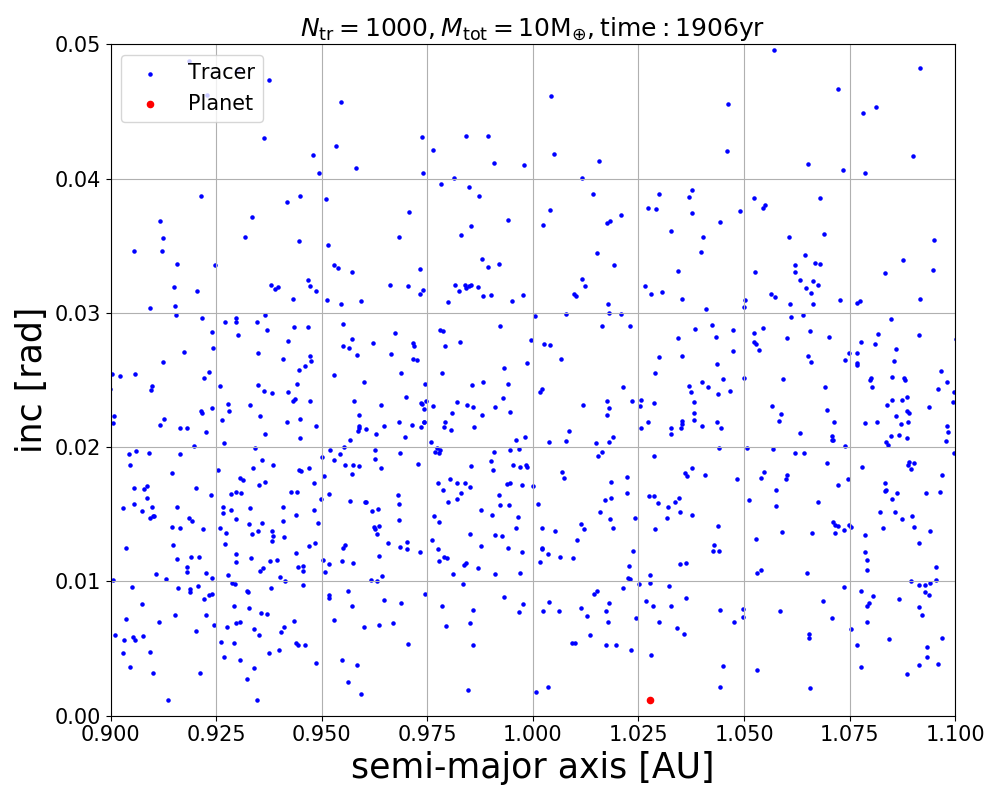 N_tr = 1000, M_tot = 10M_⊕, time : 1906yr
0.05
Tracer
Planet
0.04
0.03
inc [rad]
0.02
0.01
0.00
0.900 0.925 0.950 0.975 1.000 1.025 1.050 1.075 1.100
semi-major axis [AU]